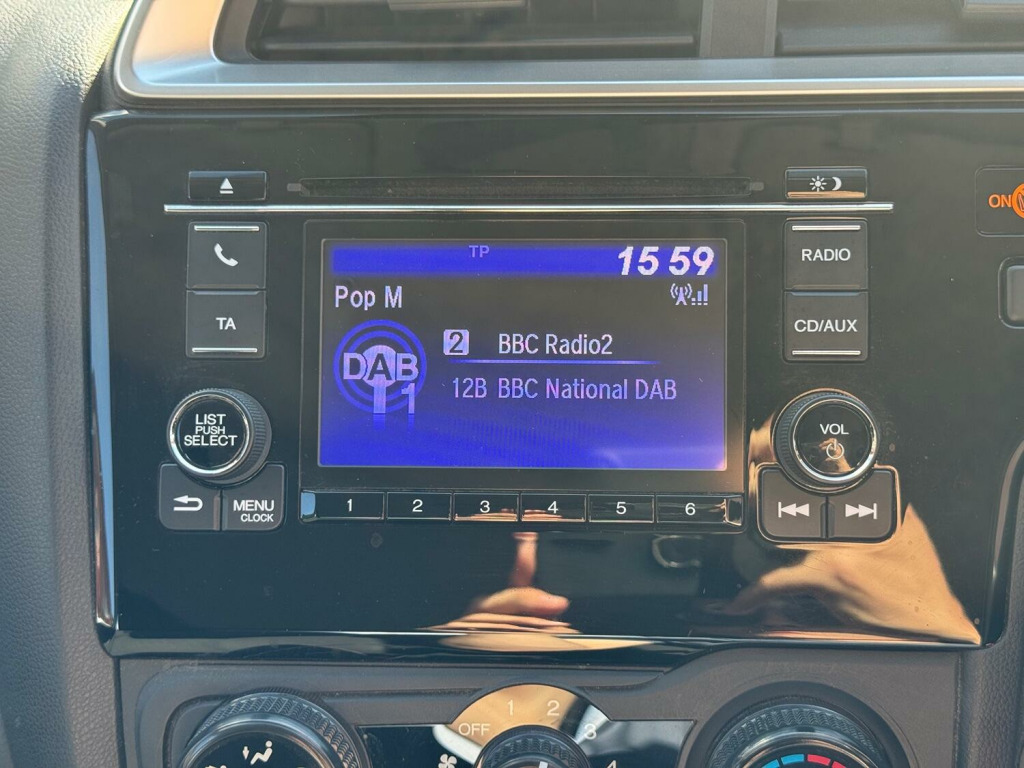 TP 15 59
Pop M
DAB 1
2 BBC Radio2
12B BBC National DAB
TA
RADIO
CD/AUX
LIST
PUSH
SELECT
VOL
MENU
CLOCK
1 2 3 4 5 6
ON
OFF 1 2 3 4